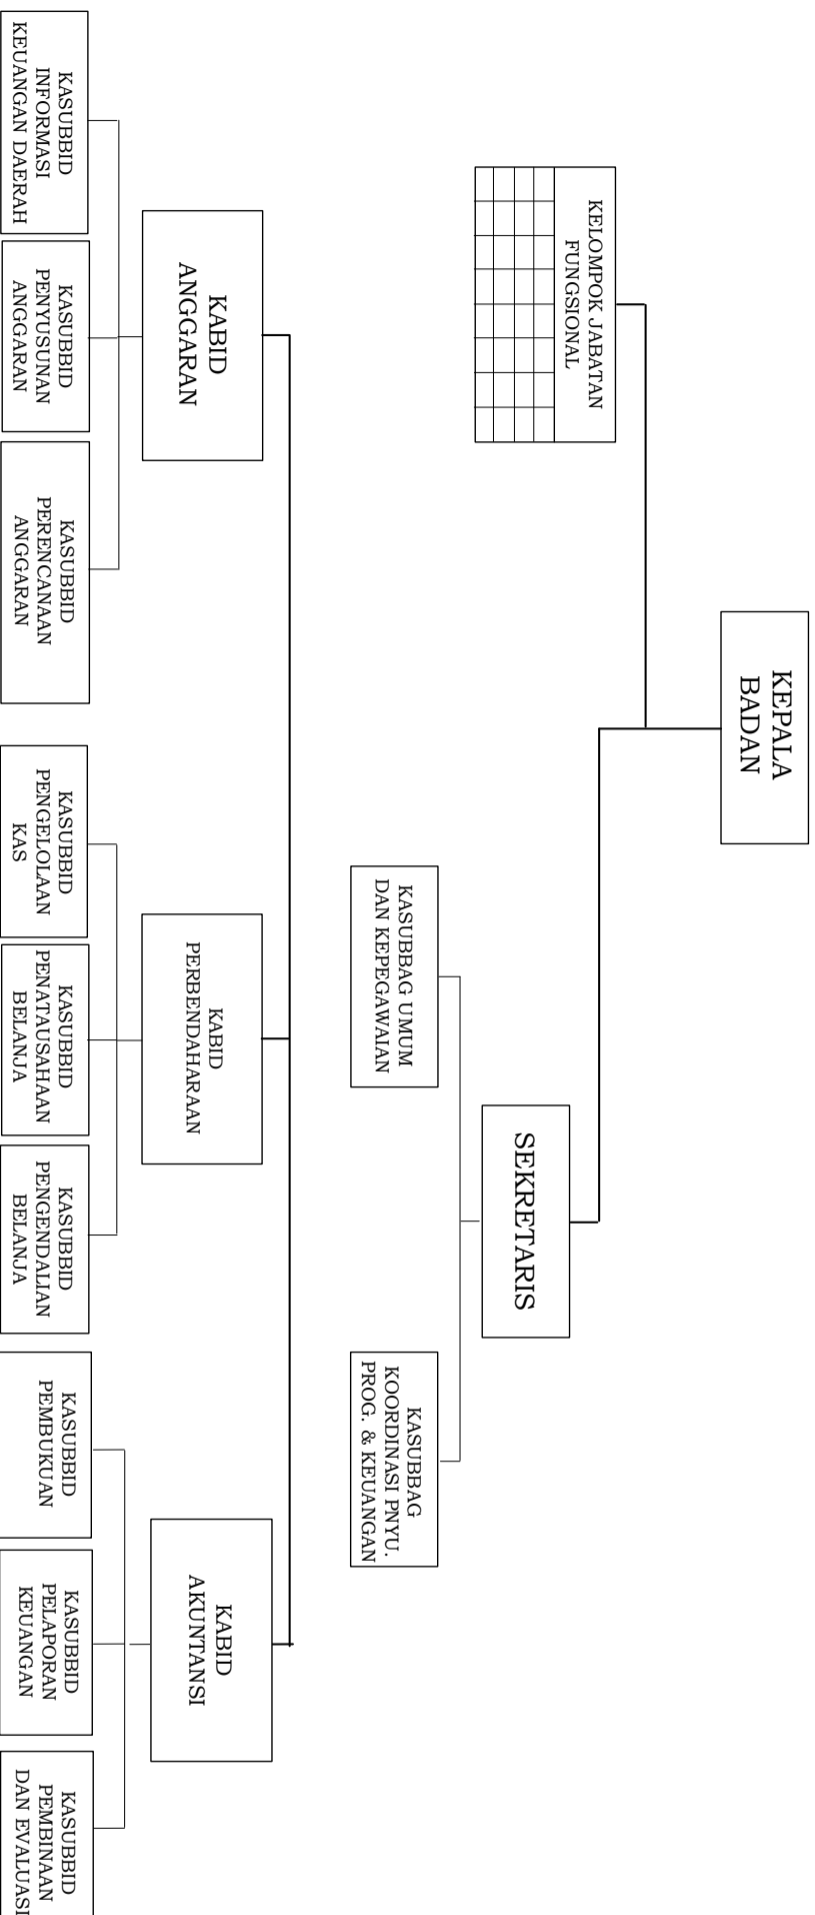 KEPALA
BADAN
KELOMPOK JABATAN
FUNGSIONAL
SEKRETARIS
KASUBBAG UMUM
DAN KEPEGAWAIAN
KASUBBAG
KOORDINASI PNYU.
PROG. & KEUANGAN
KABID
ANGGARAN
KABID
PERBENDAHARAAN
KABID
AKUNTANSI
KASUBBID
INFORMASI
KEUANGAN DAERAH
KASUBBID
PENYUSUNAN
ANGGARAN
KASUBBID
PERENCANAAN
ANGGARAN
KASUBBID
PENGELOLAAN
KAS
KASUBBID
PENATAUSAHAAN
BELANJA
KASUBBID
PENGENDALIAN
BELANJA
KASUBBID
PEMBUKUAN
KASUBBID
PELAPORAN
KEUANGAN
KASUBBID
PEMBINAAN
DAN EVALUASI